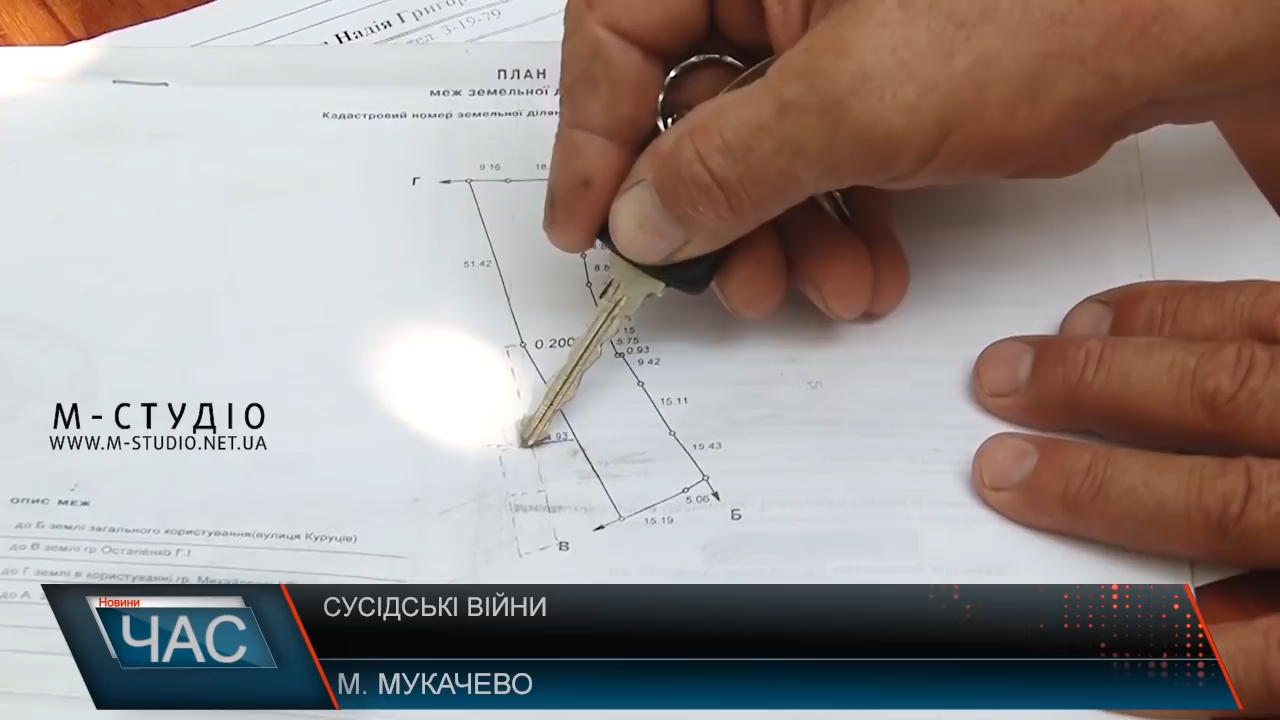 Надія Григор
тел. 3-19-79
ПЛАН
меж земельної
Кадастровий номер земельної ділян
9.16 18.
Г
51.42
8.8
0.200
15
5.75
0.93
9.42
15.11
4.93
15.43
5.06
Б
15.19
В
М-СТУДІО
WWW.M-STUDIO.NET.UA
ОПИС МЕЖ
до Б землі загального користування(вулиця Куруців)
до В землі гр.Остапенко Г.І
до Г землі в користуванні гр.
до А
Новини
ЧАС
СУСІДСЬКІ ВІЙНИ
М. МУКАЧЕВО